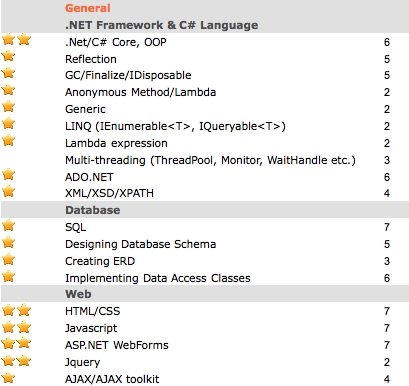 General
.NET Framework & C# Language
.Net/C# Core, OOP 6
Reflection 5
GC/Finalize/IDisposable 5
Anonymous Method/Lambda 2
Generic 2
LINQ (IEnumerable<T>, IQueryable<T>) 2
Lambda expression 2
Multi-threading (ThreadPool, Monitor, WaitHandle etc.) 3
ADO.NET 6
XML/XSD/XPATH 4
Database
SQL 7
Designing Database Schema 5
Creating ERD 3
Implementing Data Access Classes 6
Web
HTML/CSS 7
Javascript 7
ASP.NET WebForms 7
Jquery 2
AJAX/AJAX toolkit 4